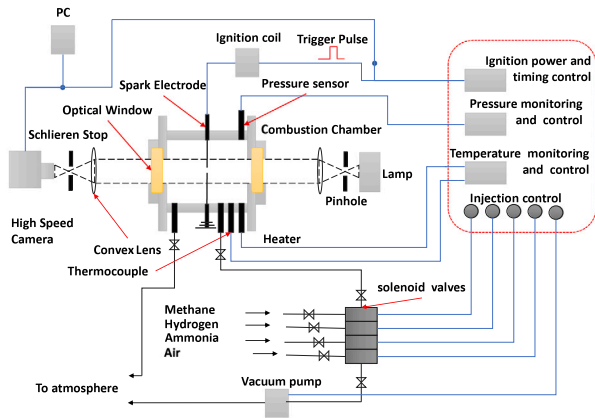 PC
Ignition coil
Trigger Pulse
Ignition power and
timing control
Spark Electrode
Pressure sensor
Optical Window
Pressure monitoring
and control
Schlieren Stop
Combustion Chamber
Temperature monitoring
and control
Lamp
Pinhole
Injection control
High Speed
Camera
Convex Lens
Heater
Thermocouple
solenoid valves
Methane
Hydrogen
Ammonia
Air
To atmosphere
Vacuum pump